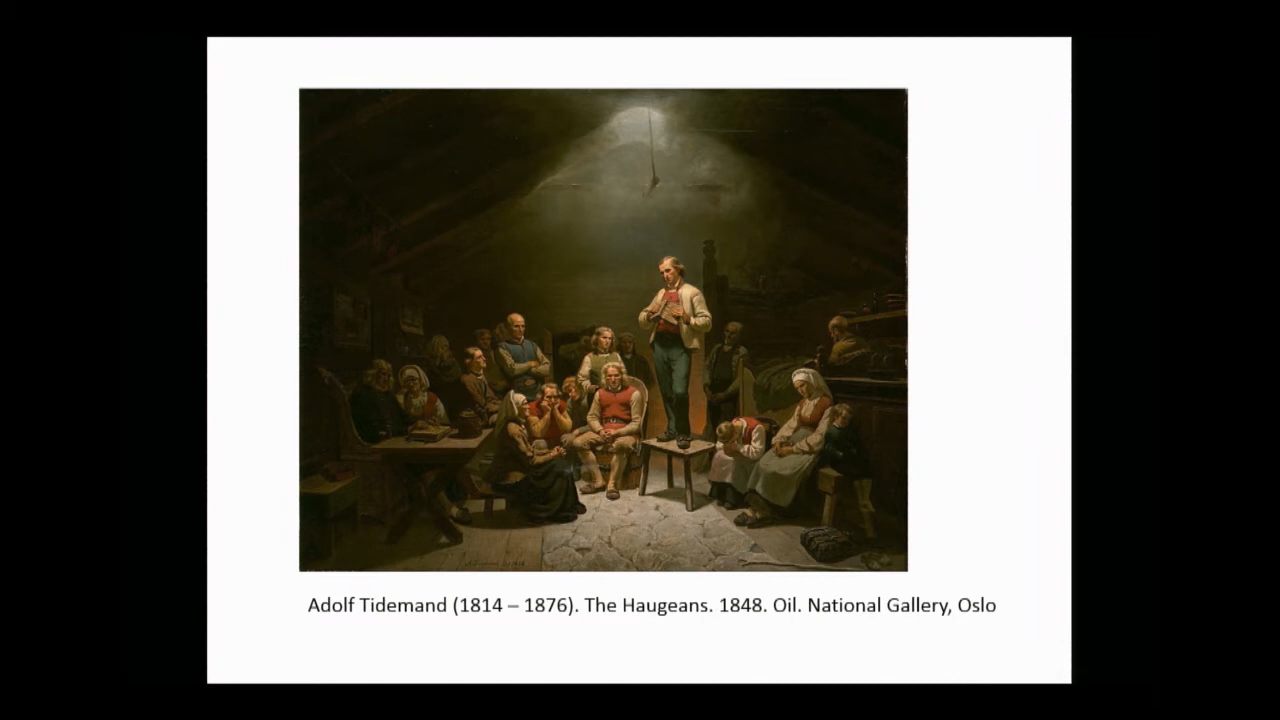 Adolf Tidemand (1814 – 1876). The Haugeans. 1848. Oil. National Gallery, Oslo